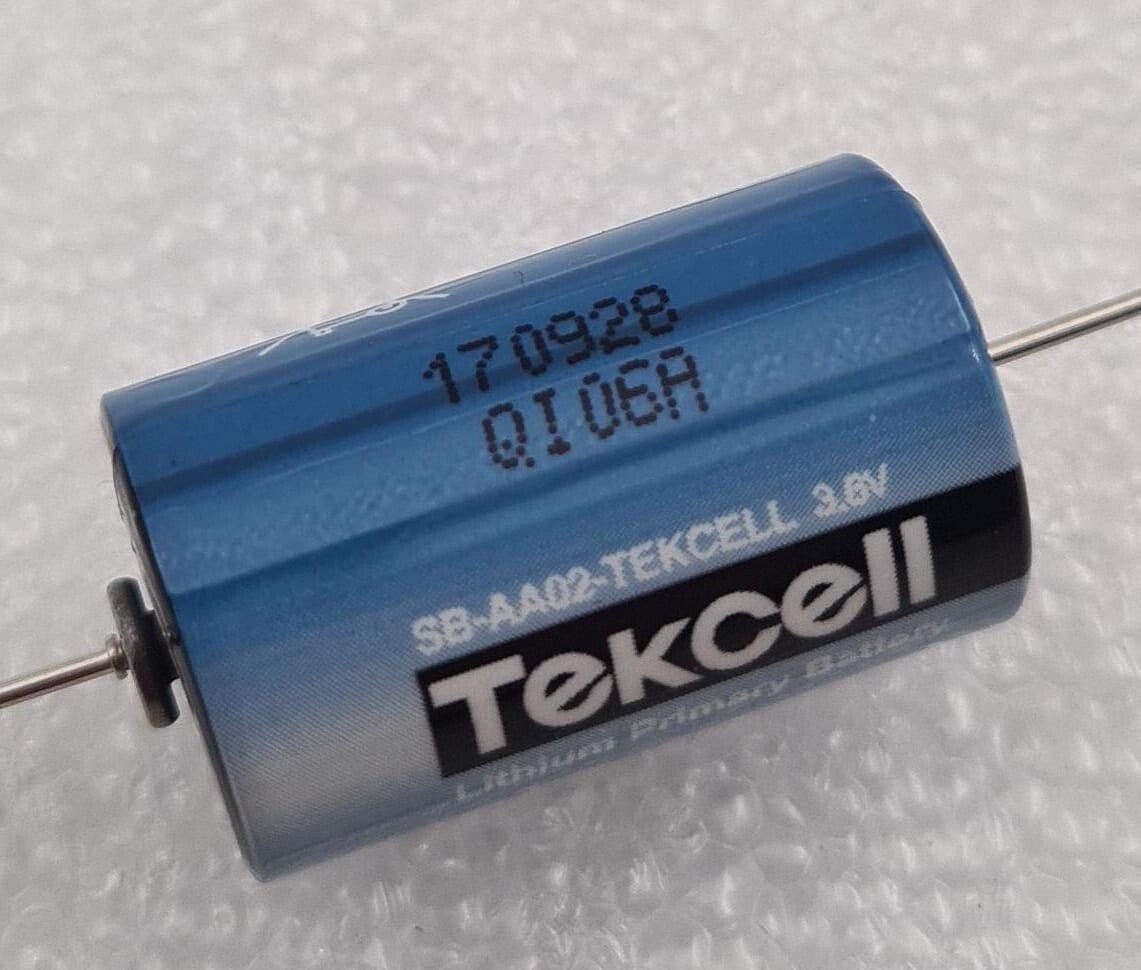 170928
QI06A
SB-AA02-TEKCELL 3.6V
TekCell
Lithium Primary Battery